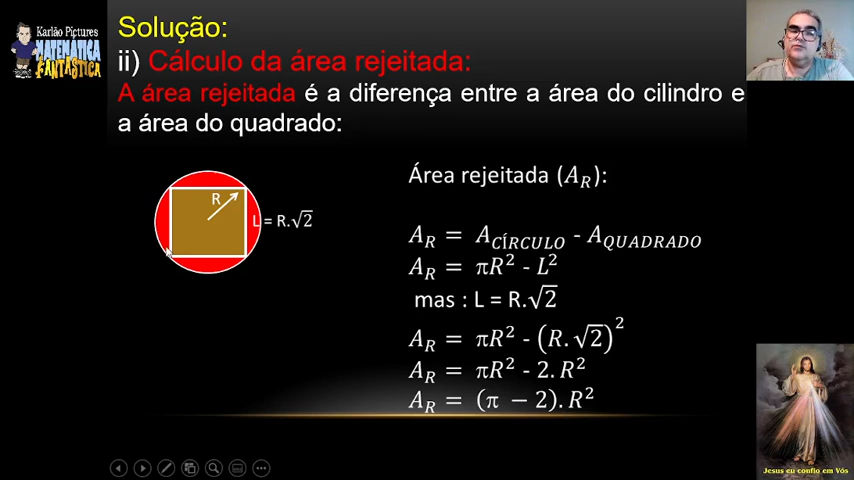 Karlão Pictures
MATEMÁTICA
FANTÁSTICA
Solução:
ii) Cálculo da área rejeitada:
A área rejeitada é a diferença entre a área do cilindro e
a área do quadrado:
R
L = R.√2
Área rejeitada (A_R):
A_R = A_CÍRCULO - A_QUADRADO
A_R = πR² - L²
mas : L = R.√2
A_R = πR² - (R.√2)²
A_R = πR² - 2.R²
A_R = (π − 2).R²
Jesus eu confio em Vós